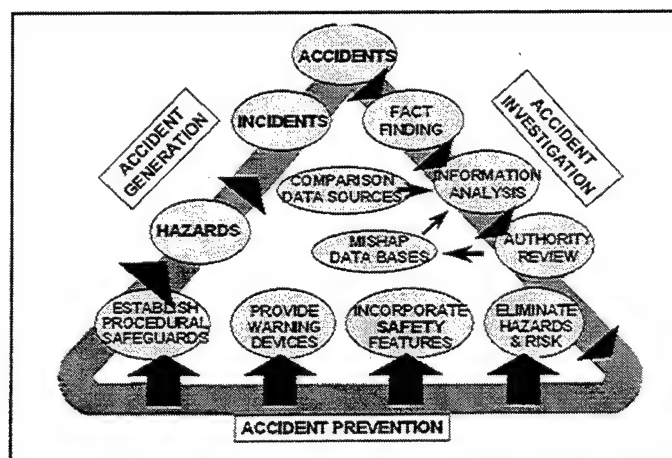 ACCIDENTS
ACCIDENT
GENERATION
INCIDENTS
FACT
FINDING
ACCIDENT
INVESTIGATION
COMPARISON
DATA SOURCES
INFORMATION
ANALYSIS
HAZARDS
MISHAP
DATA BASES
AUTHORITY
REVIEW
ESTABLISH
PROCEDURAL
SAFEGUARDS
PROVIDE
WARNING
DEVICES
INCORPORATE
SAFETY
FEATURES
ELIMINATE
HAZARDS
& RISK
ACCIDENT PREVENTION